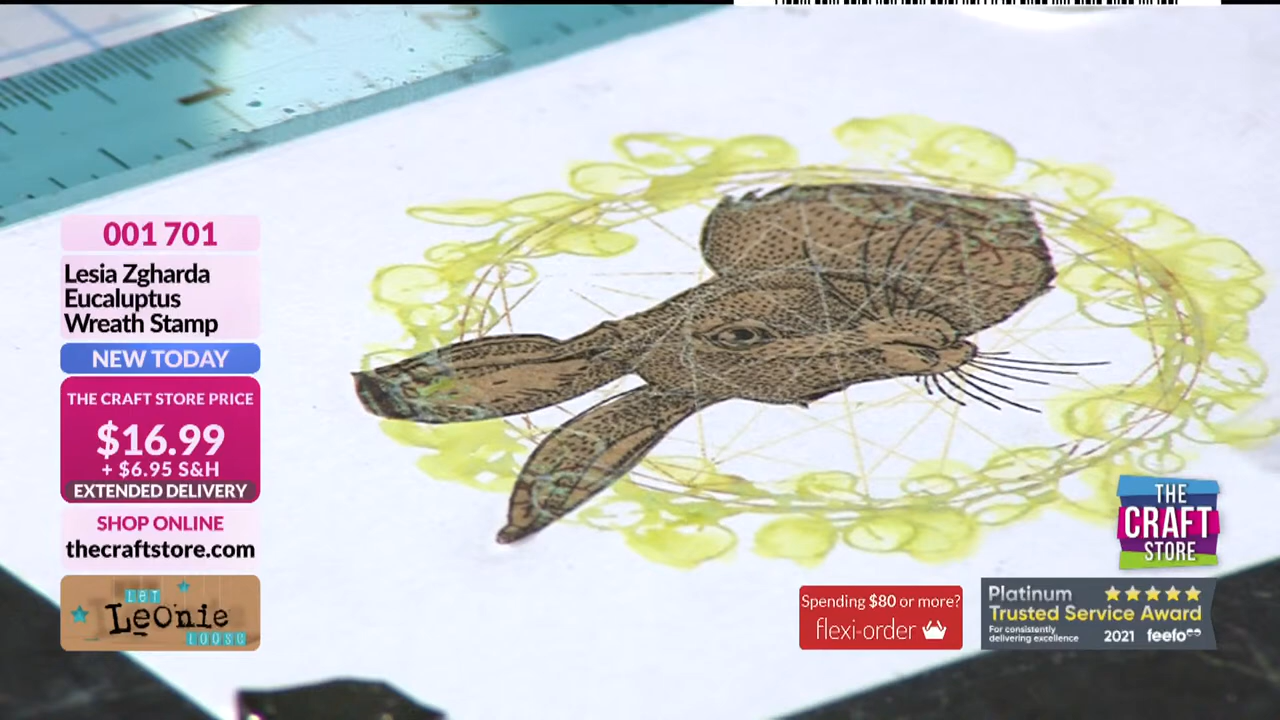 001 701
Lesia Zgharda
Eucaluptus
Wreath Stamp
NEW TODAY
THE CRAFT STORE PRICE
$16.99
+ $6.95 S&H
EXTENDED DELIVERY
SHOP ONLINE
thecraftstore.com
LET
Leonie
LOOSE
THE
CRAFT
STORE
Spending $80 or more?
flexi-order
Platinum
Trusted Service Award
For consistently
delivering excellence
2021 feefo